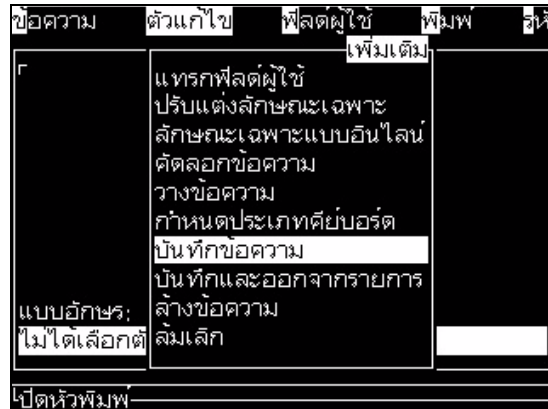 ข้อความ ตัวแก้ไข ฟิลด์ผู้ใช้ พิมพ์
เพิ่มเติม
แทรกฟิลด์ผู้ใช้
ปรับแต่งลักษณะเฉพาะ
ลักษณะเฉพาะแบบอินไลน์
คัดลอกข้อความ
วางข้อความ
กำหนดประเภทคีย์บอร์ด
บันทึกข้อความ
บันทึกและออกจากรายการ
ล้างข้อความ
ล้มเลิก
แบบอักษร:
ไม่ได้เลือกตั
ปิดหัวพิมพ์